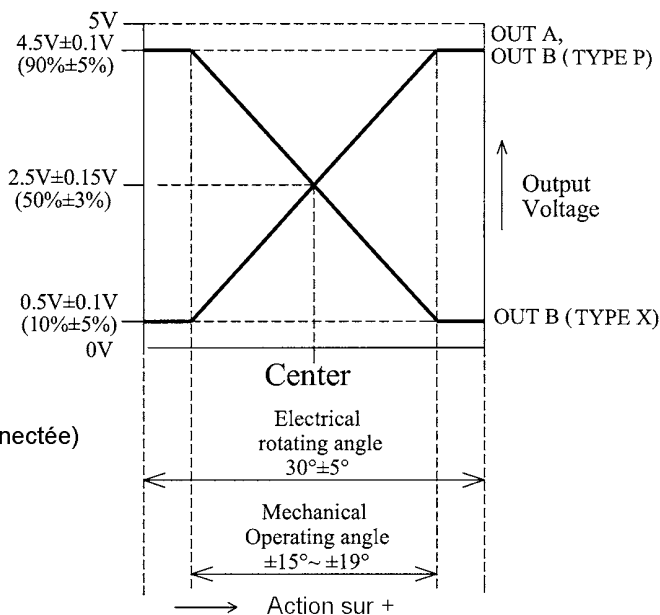 5V
4.5V±0.1V
(90%±5%)
OUT A,
OUT B (TYPE P)
2.5V±0.15V
(50%±3%)
Output
Voltage
0.5V±0.1V
(10%±5%)
OUT B (TYPE X)
0V
Center
nectée)
Electrical
rotating angle
30°±5°
Mechanical
Operating angle
±15°~ ±19°
Action sur +